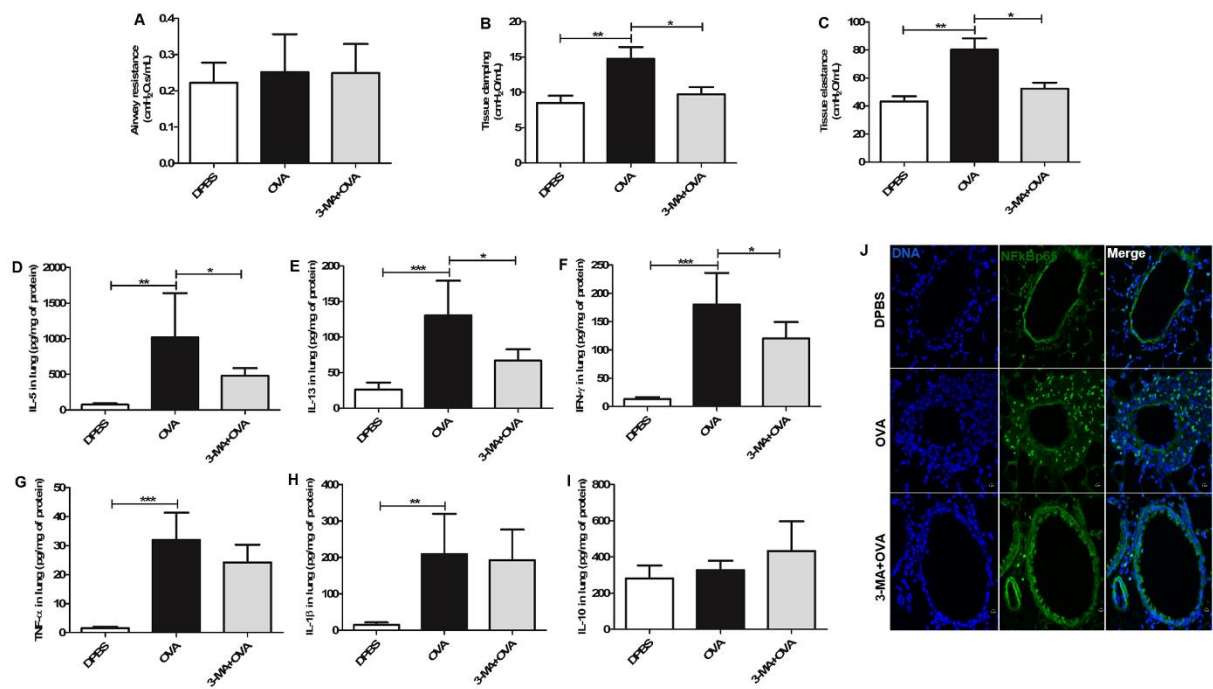 A
Airway resistance
(cmH₂O.s/mL)
0.4
0.3
0.2
0.1
0.0
DPBS
OVA
3-MA+OVA
B
Tissue damping
(cmH₂O/mL)
20
15
10
5
0
**
*
DPBS
OVA
3-MA+OVA
C
Tissue elastance
(cmH₂O/mL)
100
80
60
40
20
0
**
*
DPBS
OVA
3-MA+OVA
D
IL-5 in lung (pg/mg of protein)
2000
1500
1000
500
0
**
*
DPBS
OVA
3-MA+OVA
E
IL-13 in lung (pg/mg of protein)
200
150
100
50
0
***
*
DPBS
OVA
3-MA+OVA
F
IFN-γ in lung (pg/mg of protein)
250
200
150
100
50
0
***
*
DPBS
OVA
3-MA+OVA
G
TNF-α in lung (pg/mg of protein)
50
40
30
20
10
0
***
DPBS
OVA
3-MA+OVA
H
IL-1β in lung (pg/mg of protein)
400
300
200
100
0
**
DPBS
OVA
3-MA+OVA
I
IL-10 in lung (pg/mg of protein)
800
600
400
200
0
DPBS
OVA
3-MA+OVA
J
DNA
NFkBp65
Merge
DPBS
OVA
3-MA+OVA